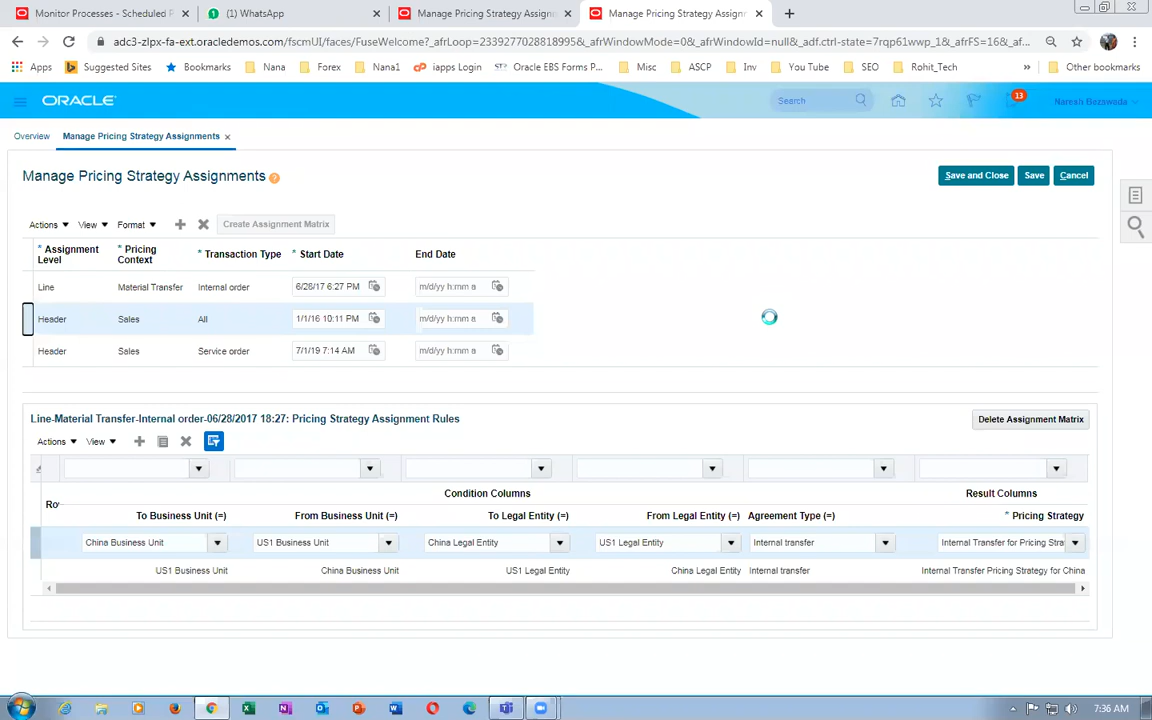 Monitor Processes - Scheduled P
(1) WhatsApp
Manage Pricing Strategy Assignm
Manage Pricing Strategy Assignm
adc3-zlpx-fa-ext.oracledemos.com/fscmUI/faces/FuseWelcome?_afrLoop=2339277028818995&_afrWindowMode=0&_afrWindowId=null&_adf.ctrl-state=7rqp61wwp_1&_afrFS=16&_a...
Apps
Suggested Sites
Bookmarks
Nana
Forex
Nana1
iapps Login
Oracle EBS Forms P...
Misc
ASCP
Inv
You Tube
SEO
Rohit_Tech
»
Other bookmarks
ORACLE
Search
13
Naresh Bezawada
Overview
Manage Pricing Strategy Assignments
Manage Pricing Strategy Assignments ?
Save and Close
Save
Cancel
Actions View Format
Create Assignment Matrix
* Assignment Level
* Pricing Context
* Transaction Type
* Start Date
End Date
Line Material Transfer Internal order 6/28/17 6:27 PM m/d/yy h:mm a
Header Sales All 1/1/16 10:11 PM m/d/yy h:mm a
Header Sales Service order 7/1/19 7:14 AM m/d/yy h:mm a
Line-Material Transfer-Internal order-06/28/2017 18:27: Pricing Strategy Assignment Rules
Delete Assignment Matrix
Actions View
Condition Columns
Result Columns
To Business Unit (=) From Business Unit (=) To Legal Entity (=) From Legal Entity (=) Agreement Type (=) * Pricing Strategy
China Business Unit US1 Business Unit China Legal Entity US1 Legal Entity Internal transfer Internal Transfer for Pricing Stra
US1 Business Unit China Business Unit US1 Legal Entity China Legal Entity Internal transfer Internal Transfer Pricing Strategy for China
7:36 AM